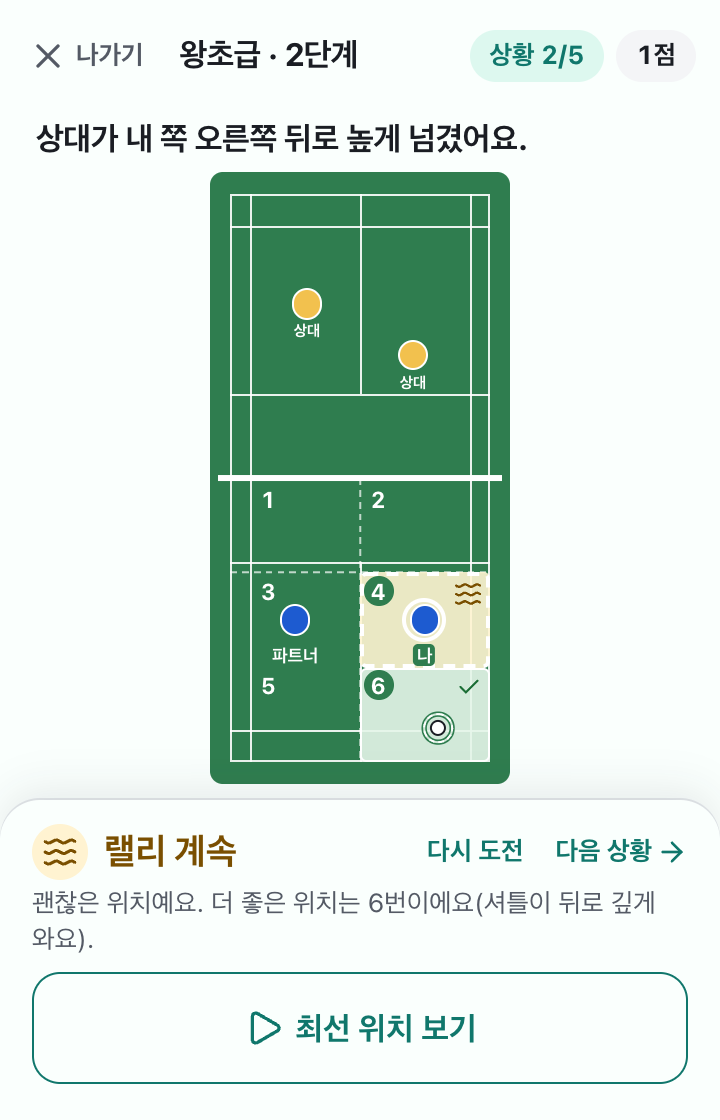 나가기
왕초급 · 2단계
상황 2/5
1점
상대가 내 쪽 오른쪽 뒤로 높게 넘겼어요.
상대
상대
1
2
3
4
파트너
나
5
6
랠리 계속
다시 도전
다음 상황
괜찮은 위치예요. 더 좋은 위치는 6번이에요(셔틀이 뒤로 깊게
와요).
최선 위치 보기